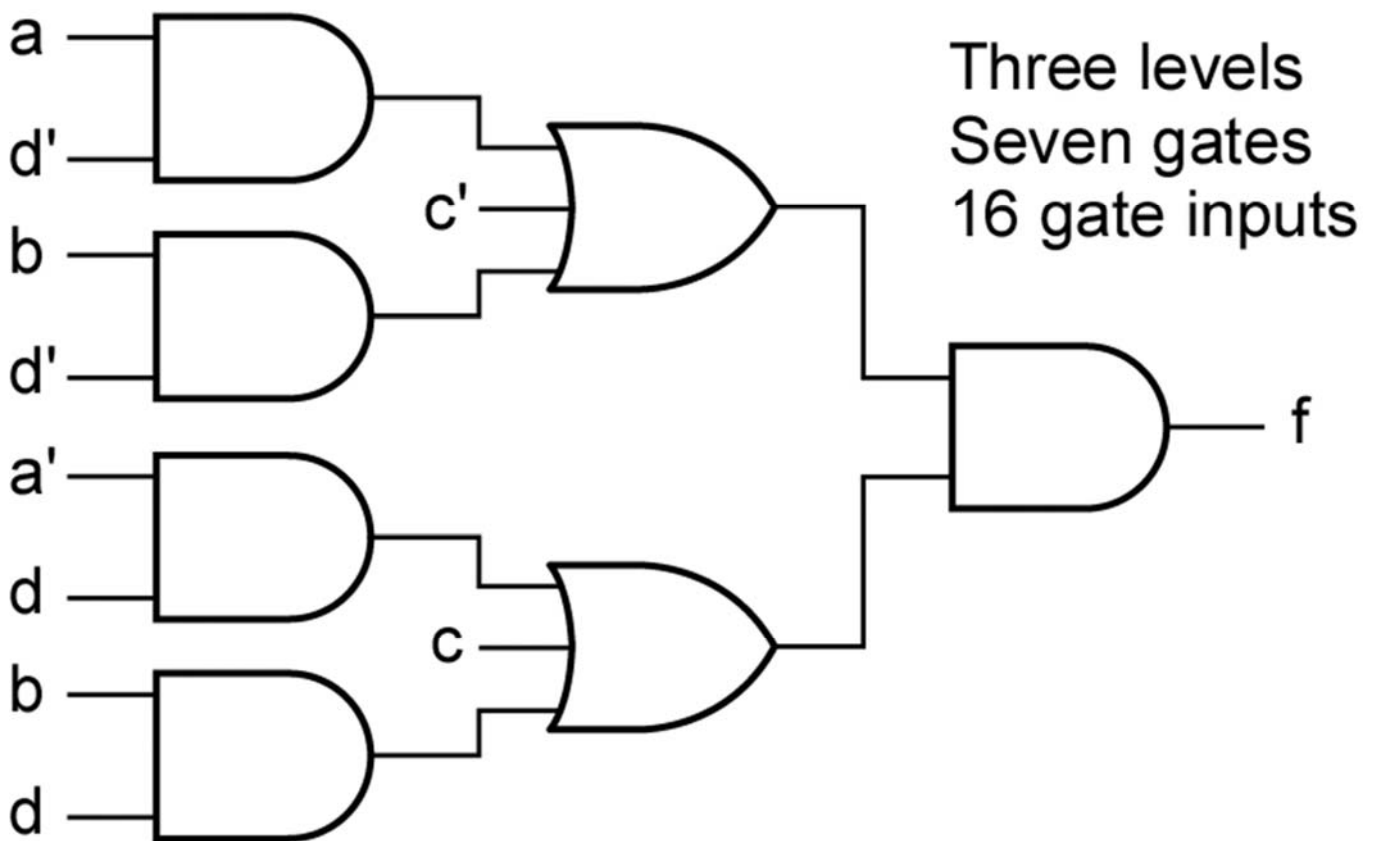 a
d'
b
d'
a'
d
b
d
c'
c
f
Three levels
Seven gates
16 gate inputs